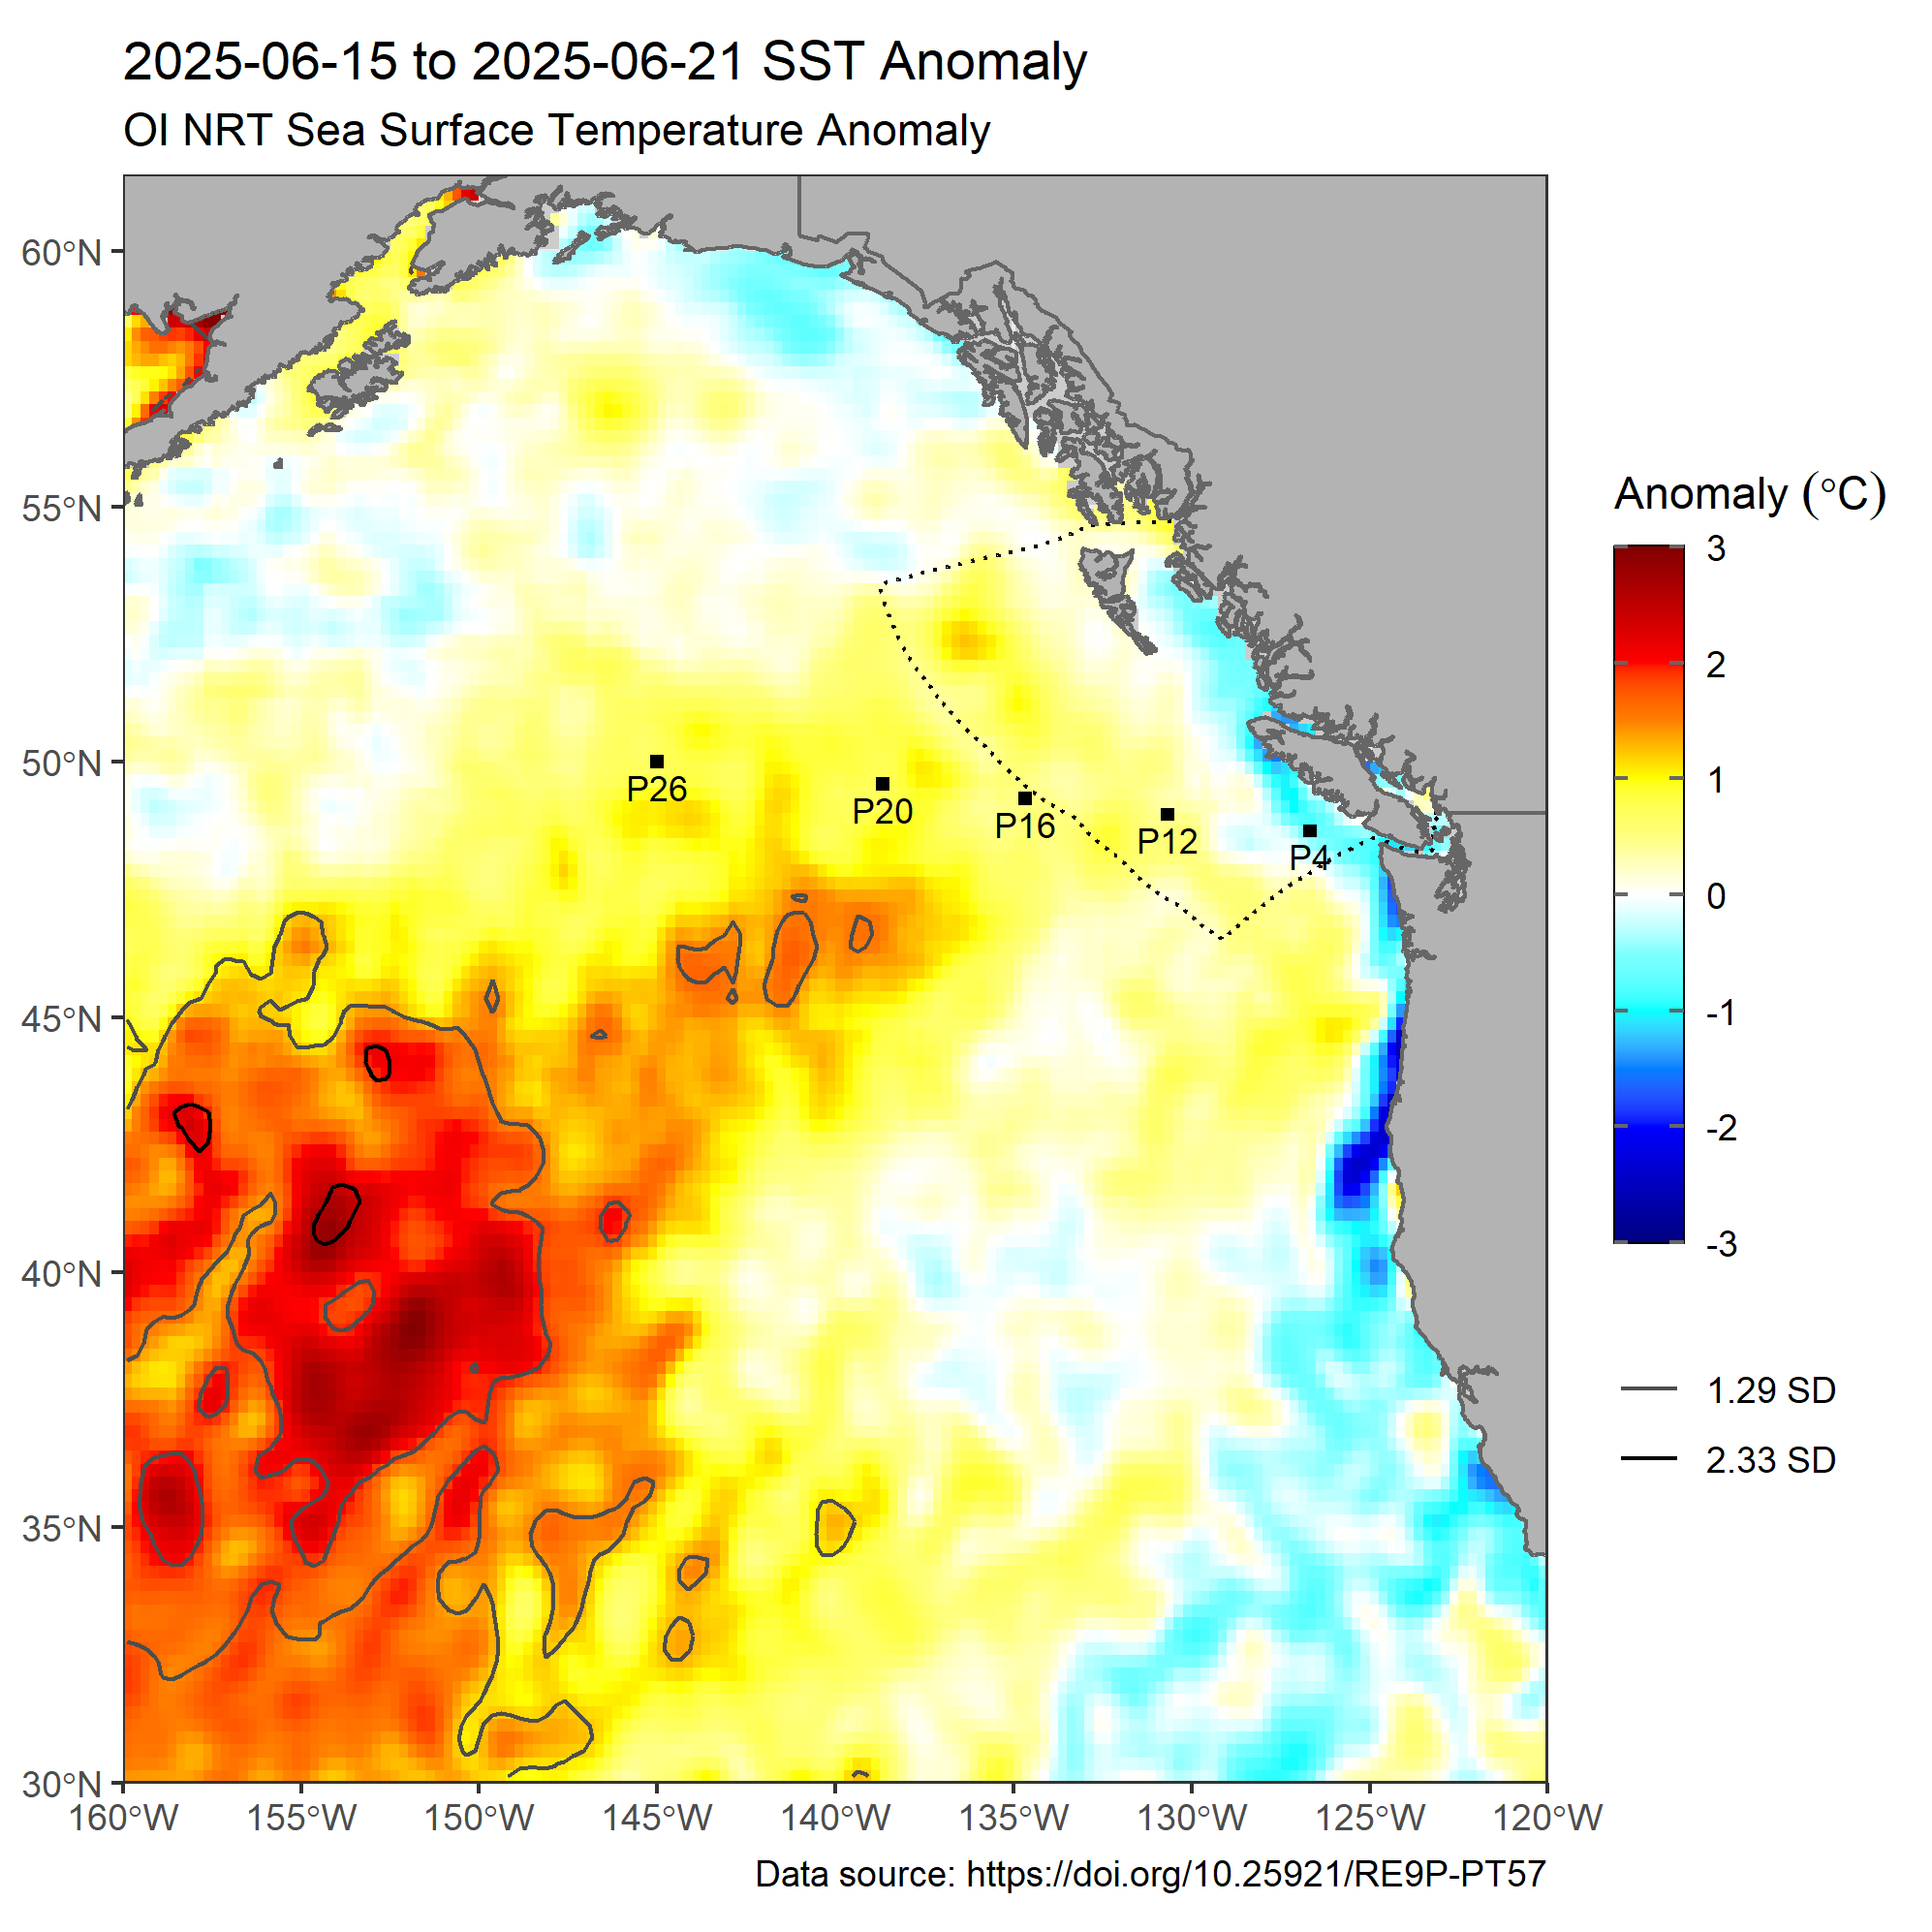 2025-06-15 to 2025-06-21 SST Anomaly
OI NRT Sea Surface Temperature Anomaly
60°N
55°N
50°N
45°N
40°N
35°N
30°N
P26
P20
P16
P12
P4
160°W
155°W
150°W
145°W
140°W
135°W
130°W
125°W
120°W
Anomaly (°C)
3
2
1
0
-1
-2
-3
1.29 SD
2.33 SD
Data source: https://doi.org/10.25921/RE9P-PT57